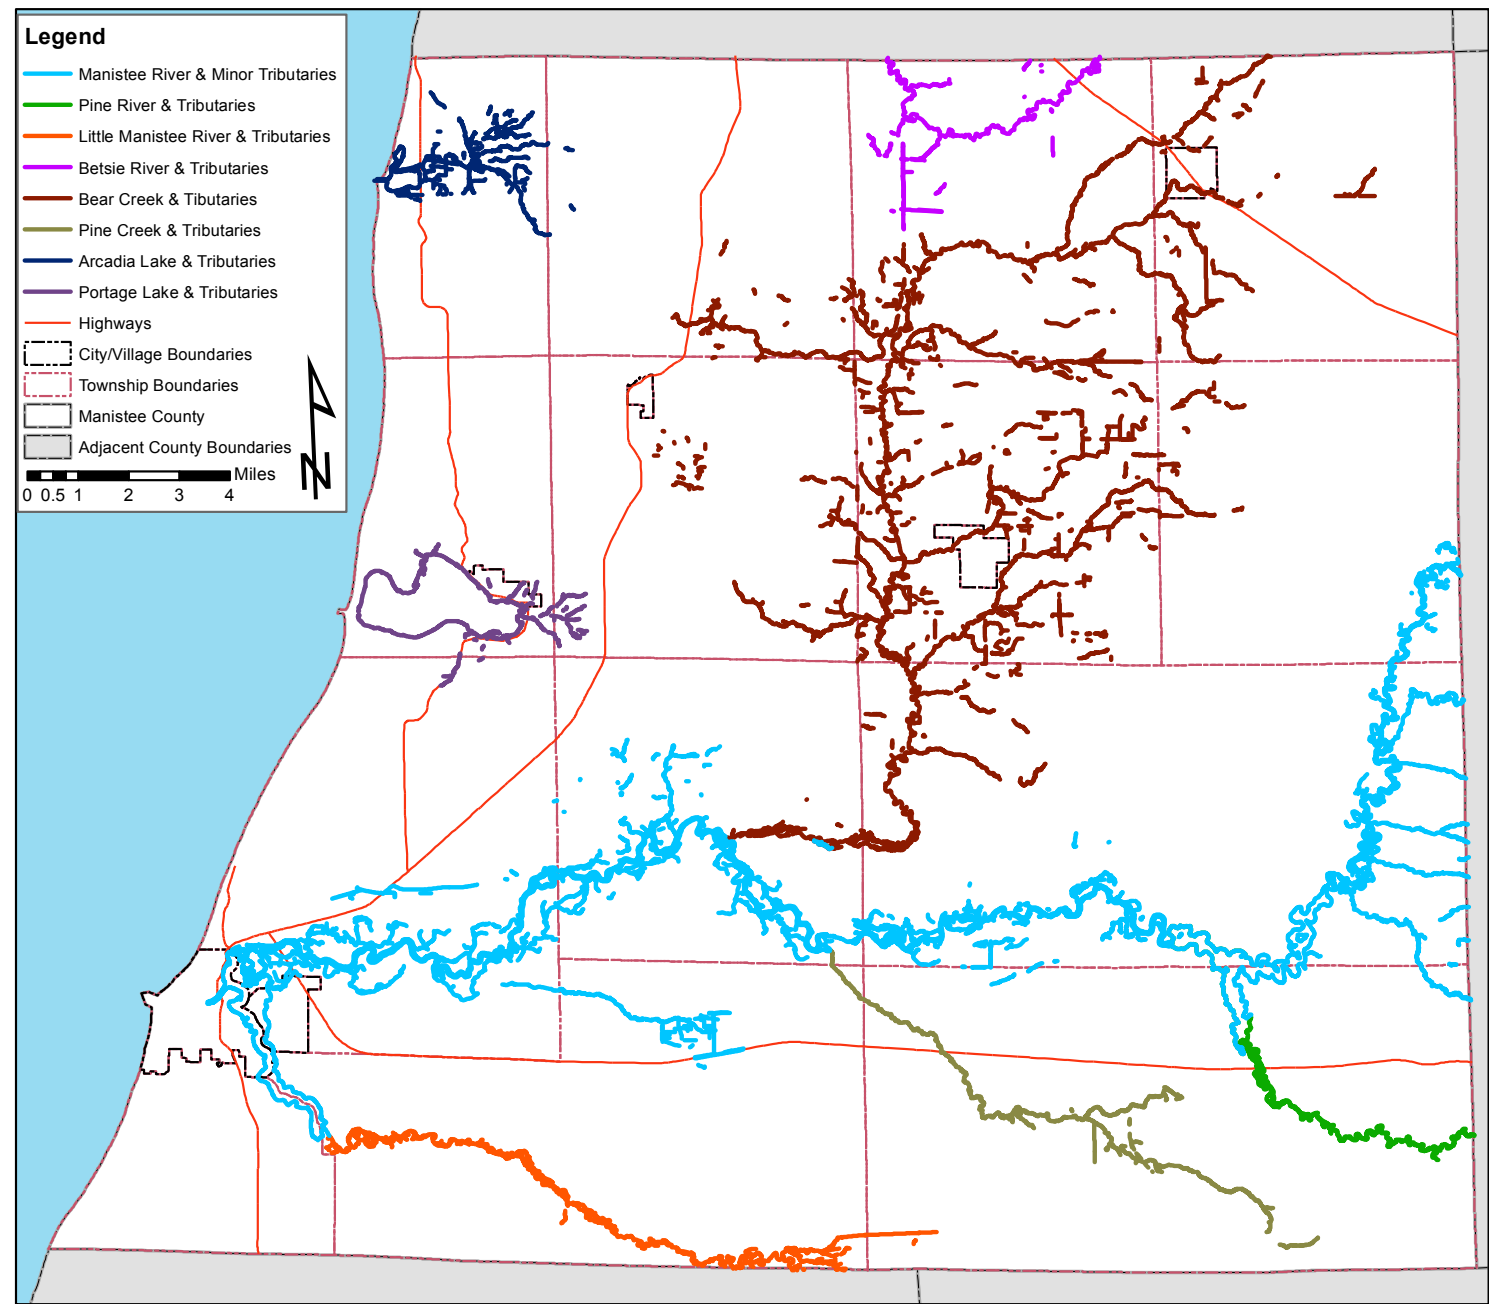 Legend
Manistee River & Minor Tributaries
Pine River & Tributaries
Little Manistee River & Tributaries
Betsie River & Tributaries
Bear Creek & Tibutaries
Pine Creek & Tributaries
Arcadia Lake & Tributaries
Portage Lake & Tributaries
Highways
City/Village Boundaries
Township Boundaries
Manistee County
Adjacent County Boundaries
Miles
0 0.5 1 2 3 4
N